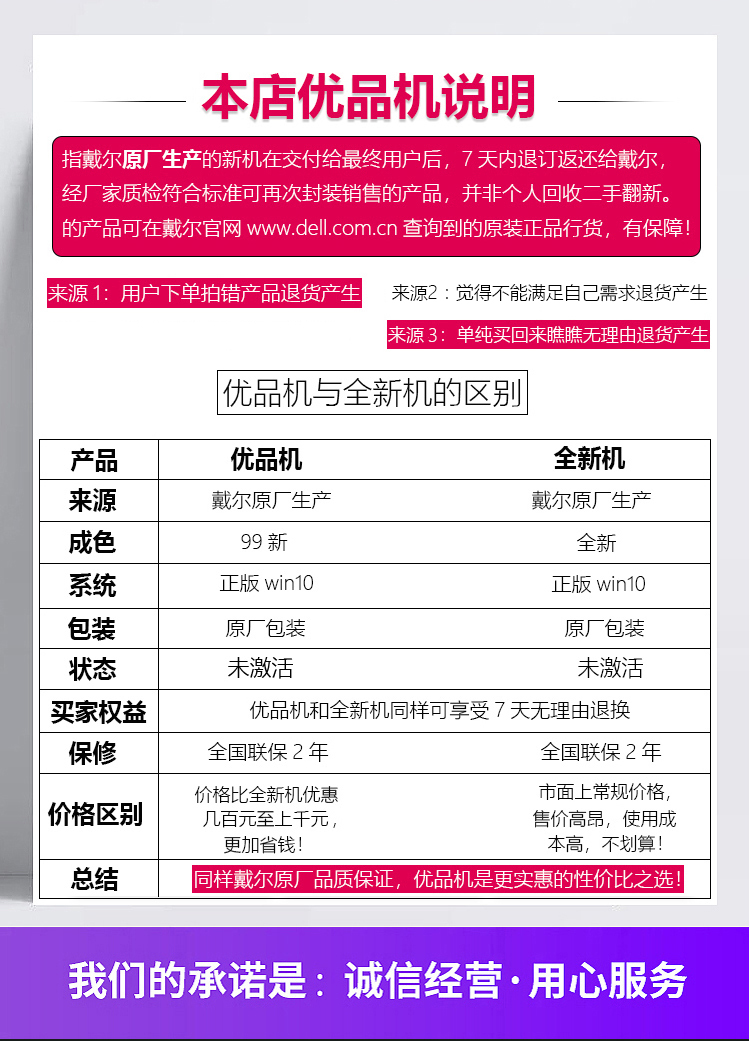 本店优品机说明
指戴尔原厂生产的新机在交付给最终用户后，7 天内退订返还给戴尔，
经厂家质检符合标准可再次封装销售的产品，并非个人回收二手翻新。
的产品可在戴尔官网 www.dell.com.cn 查询到的原装正品行货，有保障！
来源 1：用户下单拍错产品退货产生
来源2：觉得不能满足自己需求退货产生
来源 3：单纯买回来瞧瞧无理由退货产生
优品机与全新机的区别
产品 优品机 全新机
来源 戴尔原厂生产 戴尔原厂生产
成色 99 新 全新
系统 正版 win10 正版 win10
包装 原厂包装 原厂包装
状态 未激活 未激活
买家权益 优品机和全新机同样可享受 7 天无理由退换
保修 全国联保 2 年 全国联保 2 年
价格区别
价格比全新机优惠
几百元至上千元，
更加省钱！
市面上常规价格，
售价高昂，使用成
本高，不划算！
总结 同样戴尔原厂品质保证，优品机是更实惠的性价比之选！
我们的承诺是：诚信经营·用心服务